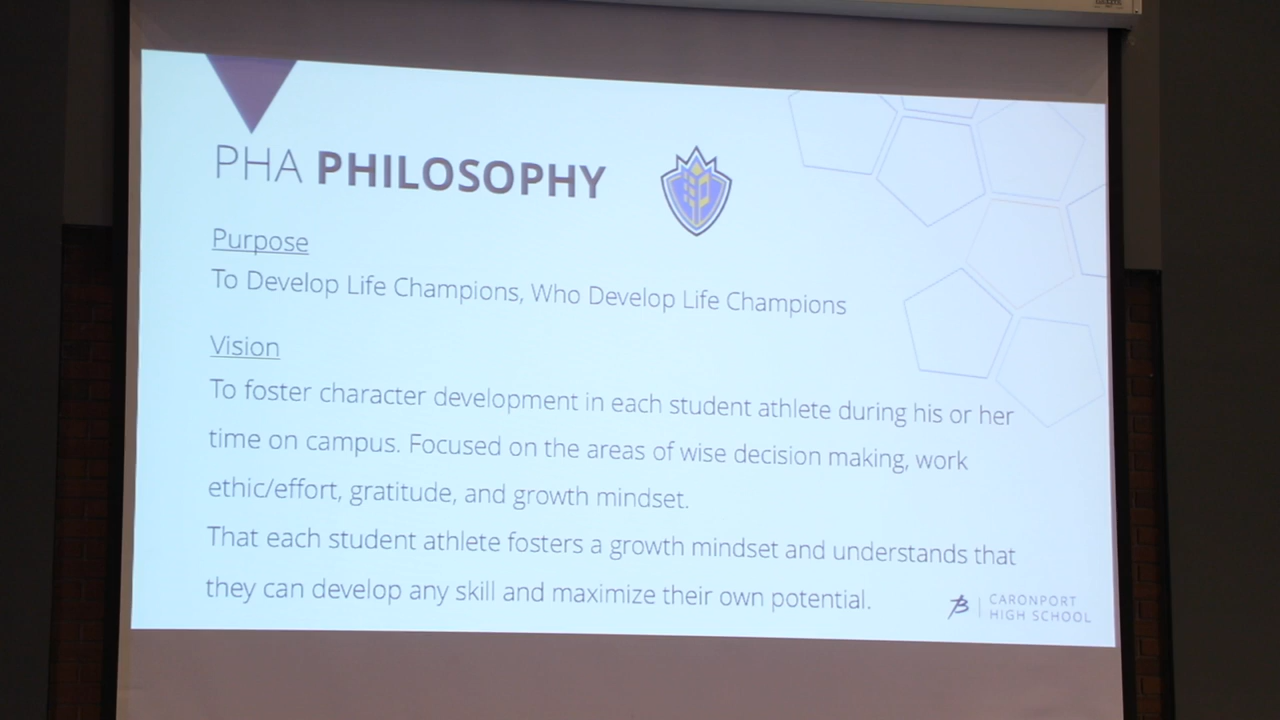 PHA PHILOSOPHY
Purpose
To Develop Life Champions, Who Develop Life Champions
Vision
To foster character development in each student athlete during his or her
time on campus. Focused on the areas of wise decision making, work
ethic/effort, gratitude, and growth mindset.
That each student athlete fosters a growth mindset and understands that
they can develop any skill and maximize their own potential.
CARONPORT
HIGH SCHOOL